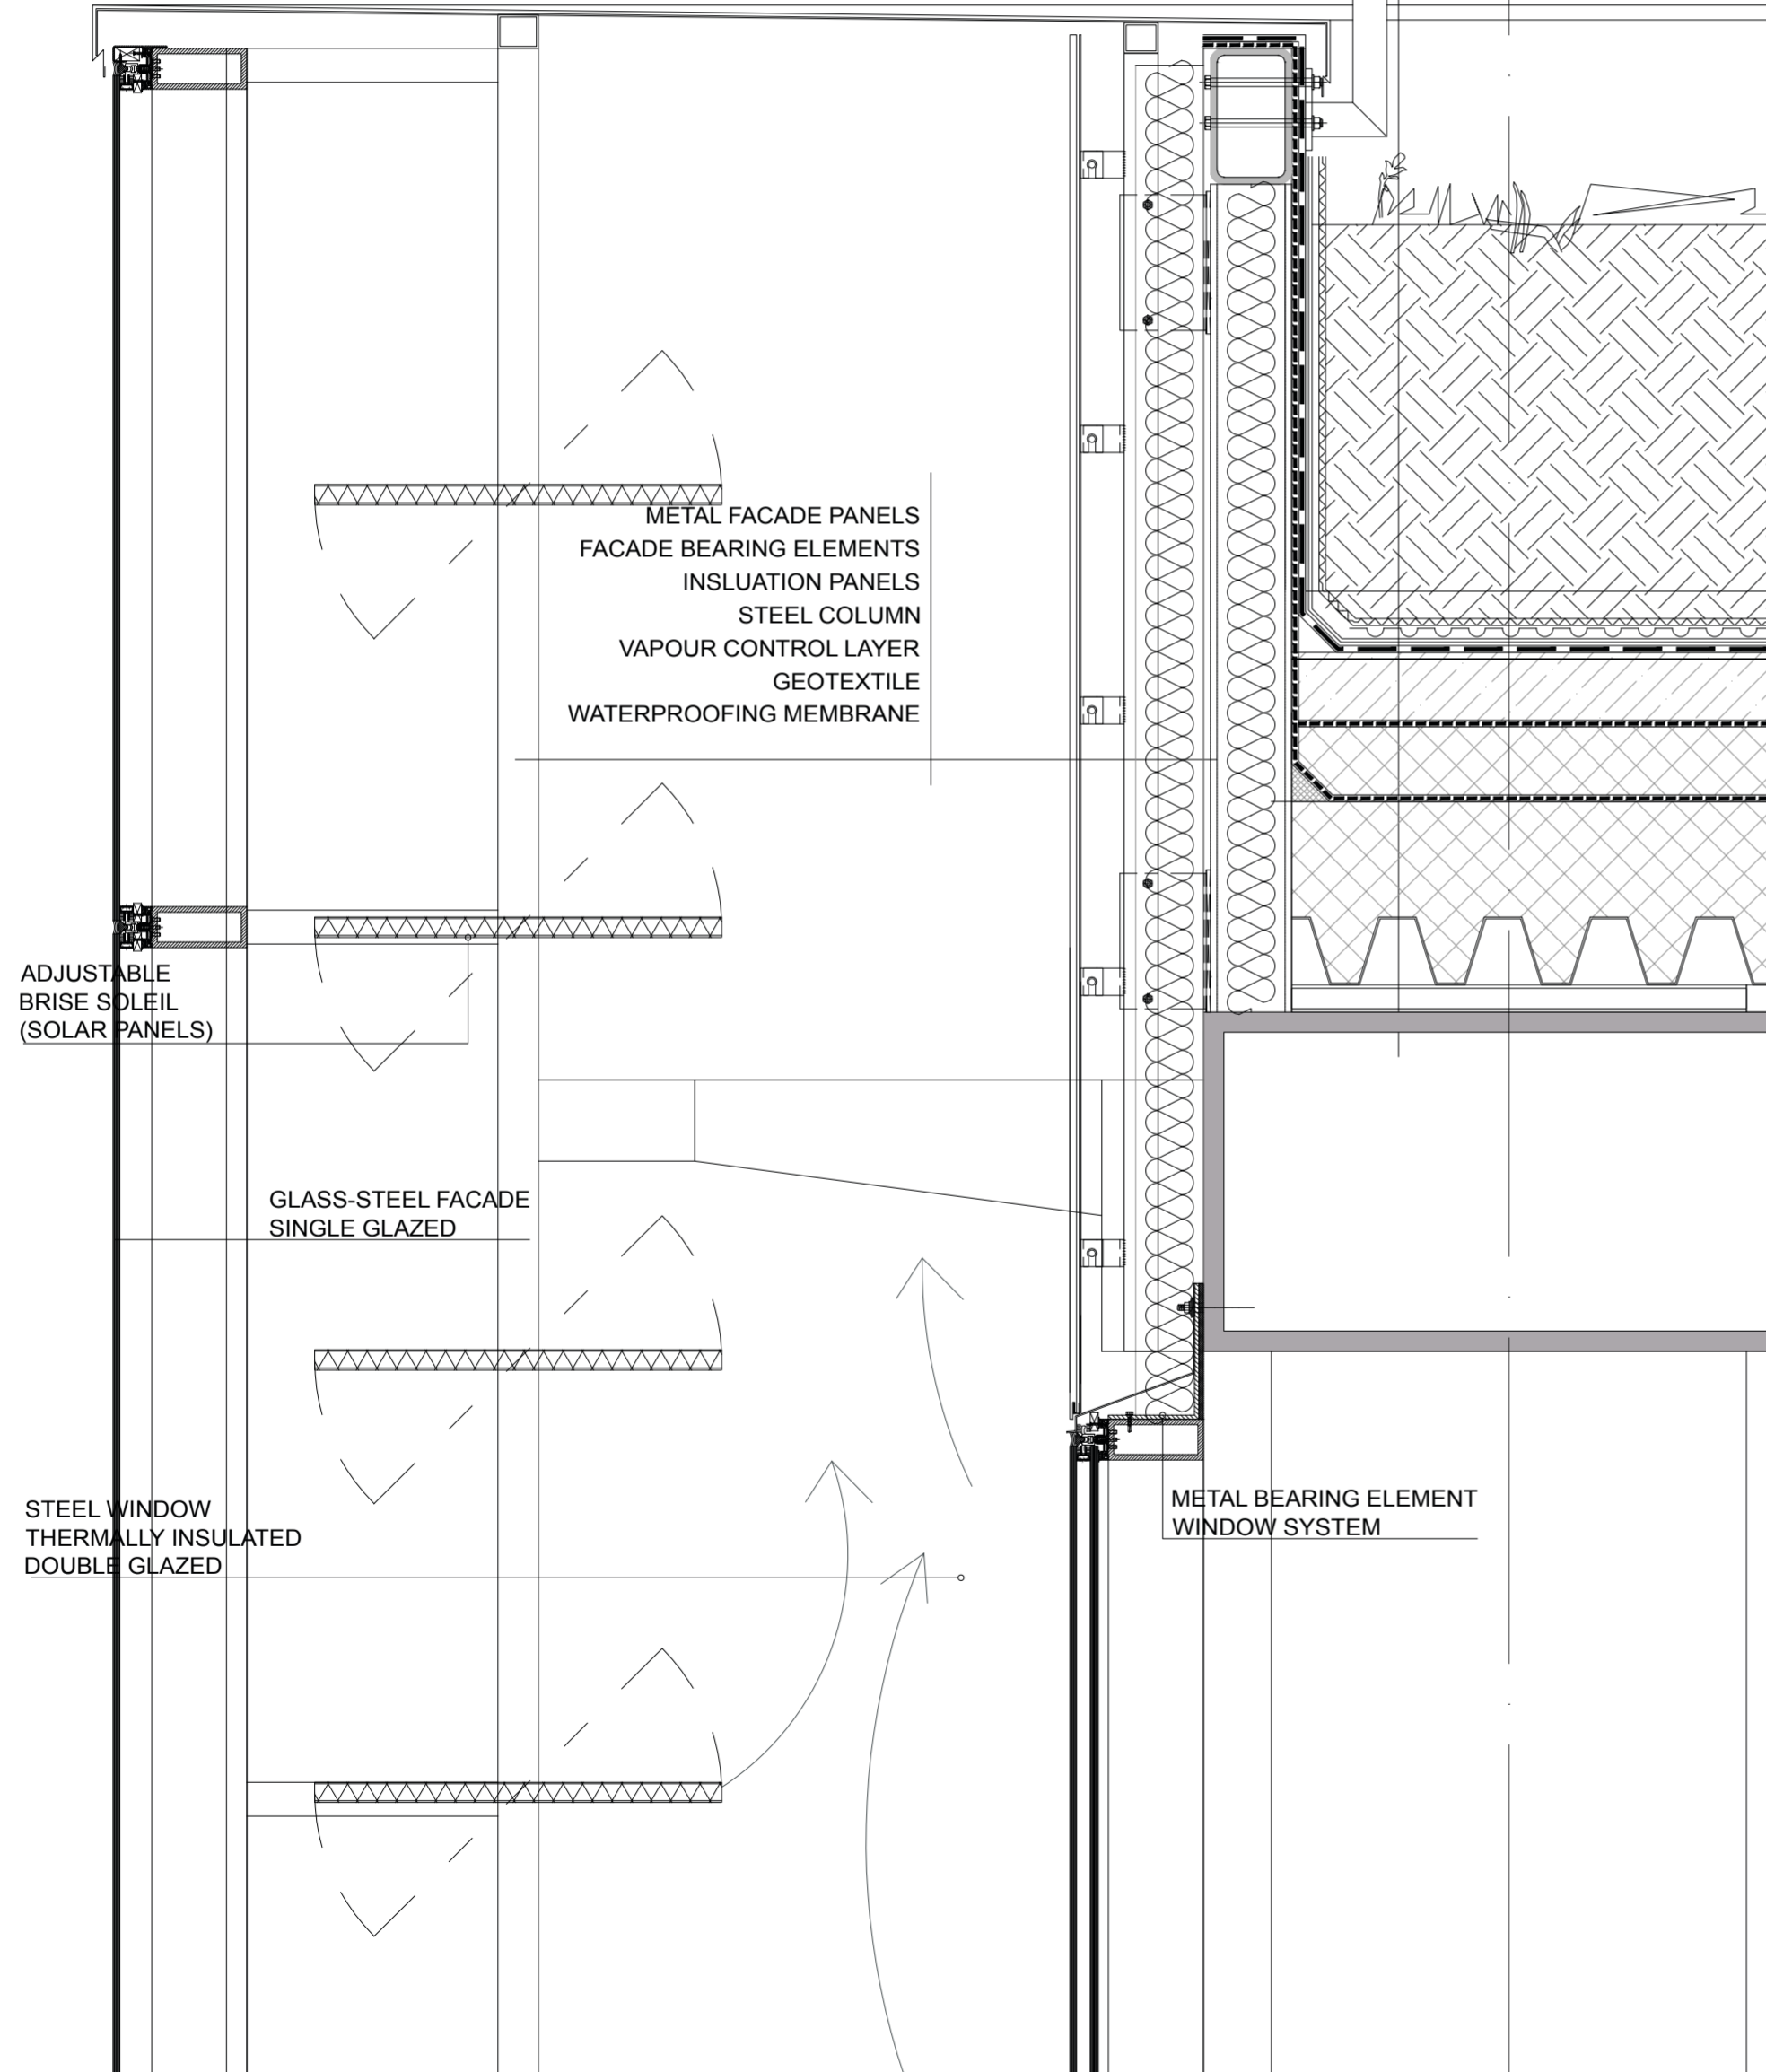 METAL FACADE PANELS
FACADE BEARING ELEMENTS
INSLUATION PANELS
STEEL COLUMN
VAPOUR CONTROL LAYER
GEOTEXTILE
WATERPROOFING MEMBRANE
ADJUSTABLE
BRISE SOLEIL
(SOLAR PANELS)
GLASS-STEEL FACADE
SINGLE GLAZED
STEEL WINDOW
THERMALLY INSULATED
DOUBLE GLAZED
METAL BEARING ELEMENT
WINDOW SYSTEM